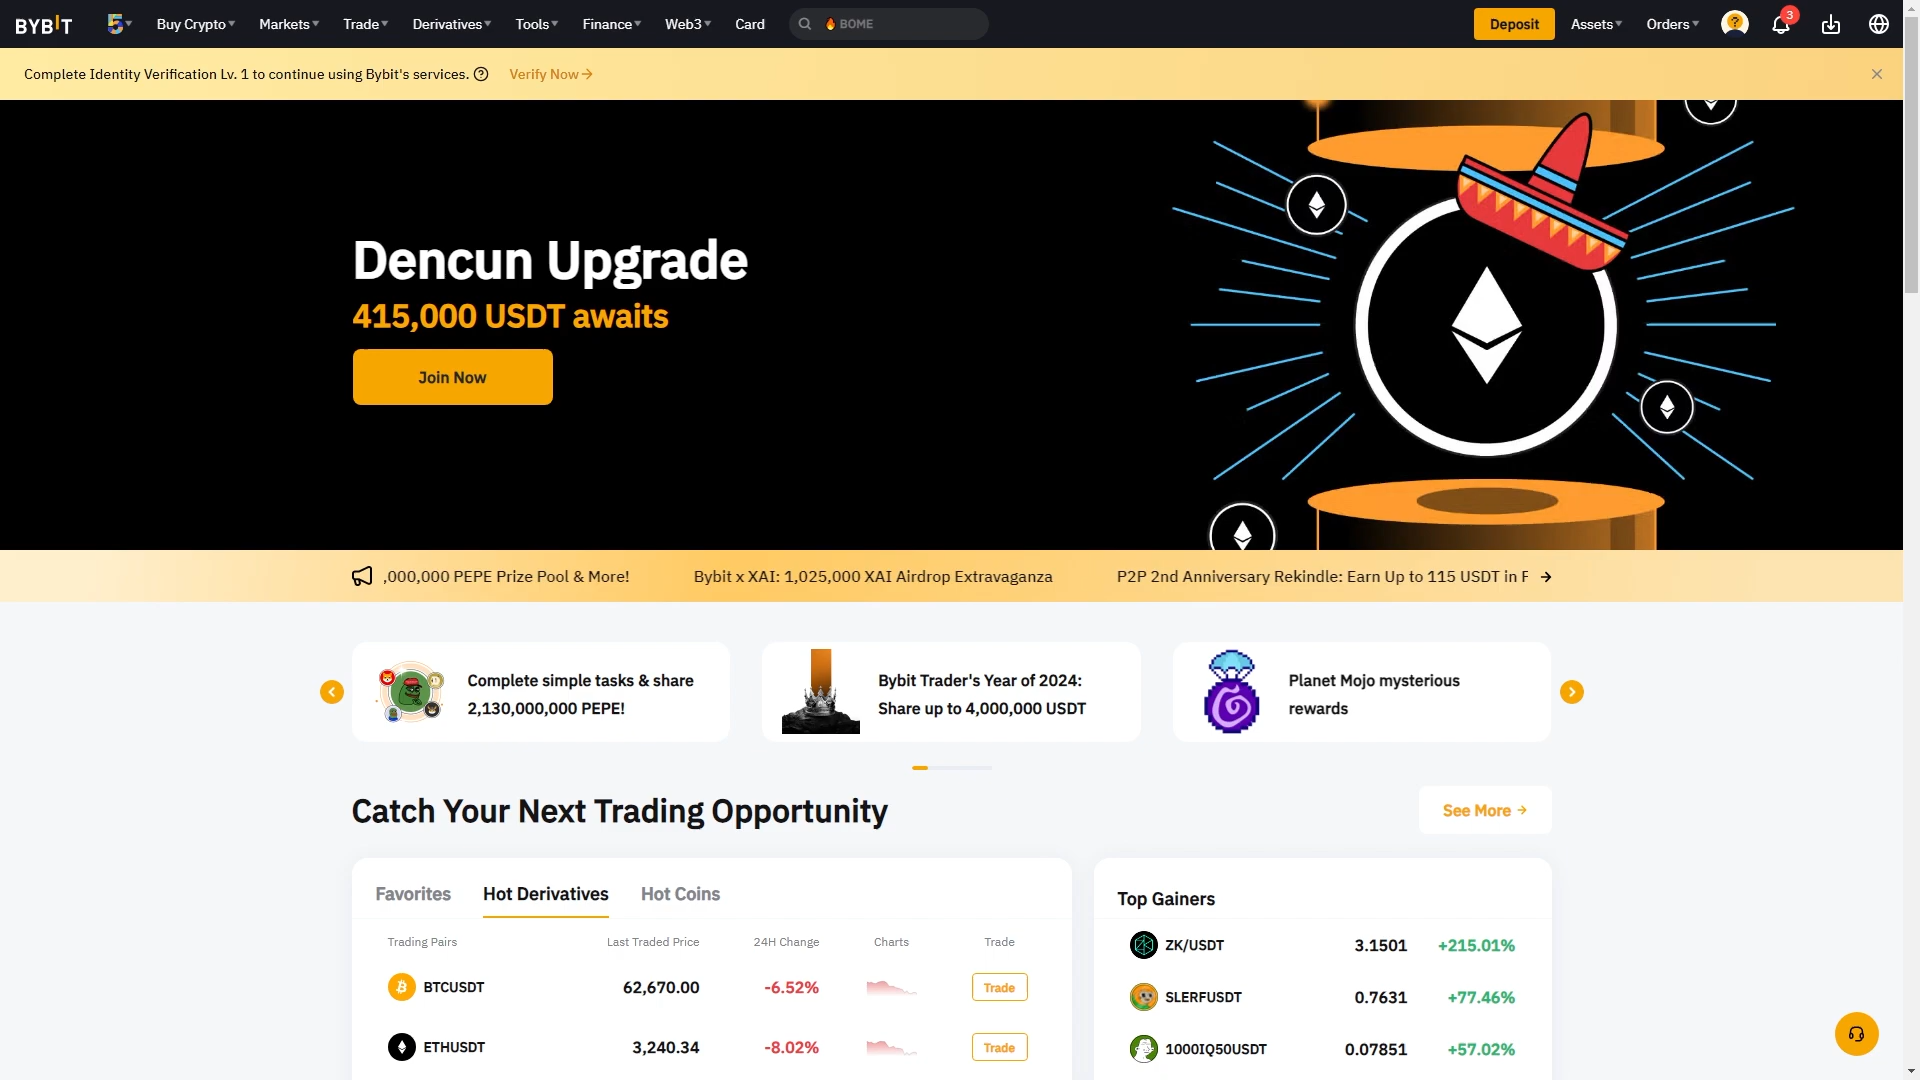 BYBIT
Buy Crypto Markets Trade Derivatives Tools Finance Web3 Card BOME Deposit Assets Orders 3
Complete Identity Verification Lv. 1 to continue using Bybit's services. Verify Now
Dencun Upgrade
415,000 USDT awaits
Join Now
,000,000 PEPE Prize Pool & More! Bybit x XAI: 1,025,000 XAI Airdrop Extravaganza P2P 2nd Anniversary Rekindle: Earn Up to 115 USDT in
Complete simple tasks & share
2,130,000,000 PEPE!
Bybit Trader's Year of 2024:
Share up to 4,000,000 USDT
Planet Mojo mysterious
rewards
Catch Your Next Trading Opportunity
See More
Favorites Hot Derivatives Hot Coins
Trading Pairs Last Traded Price 24H Change Charts Trade
BTCUSDT 62,670.00 -6.52% Trade
ETHUSDT 3,240.34 -8.02% Trade
Top Gainers
ZK/USDT 3.1501 +215.01%
SLERFUSDT 0.7631 +77.46%
1000IQ50USDT 0.07851 +57.02%